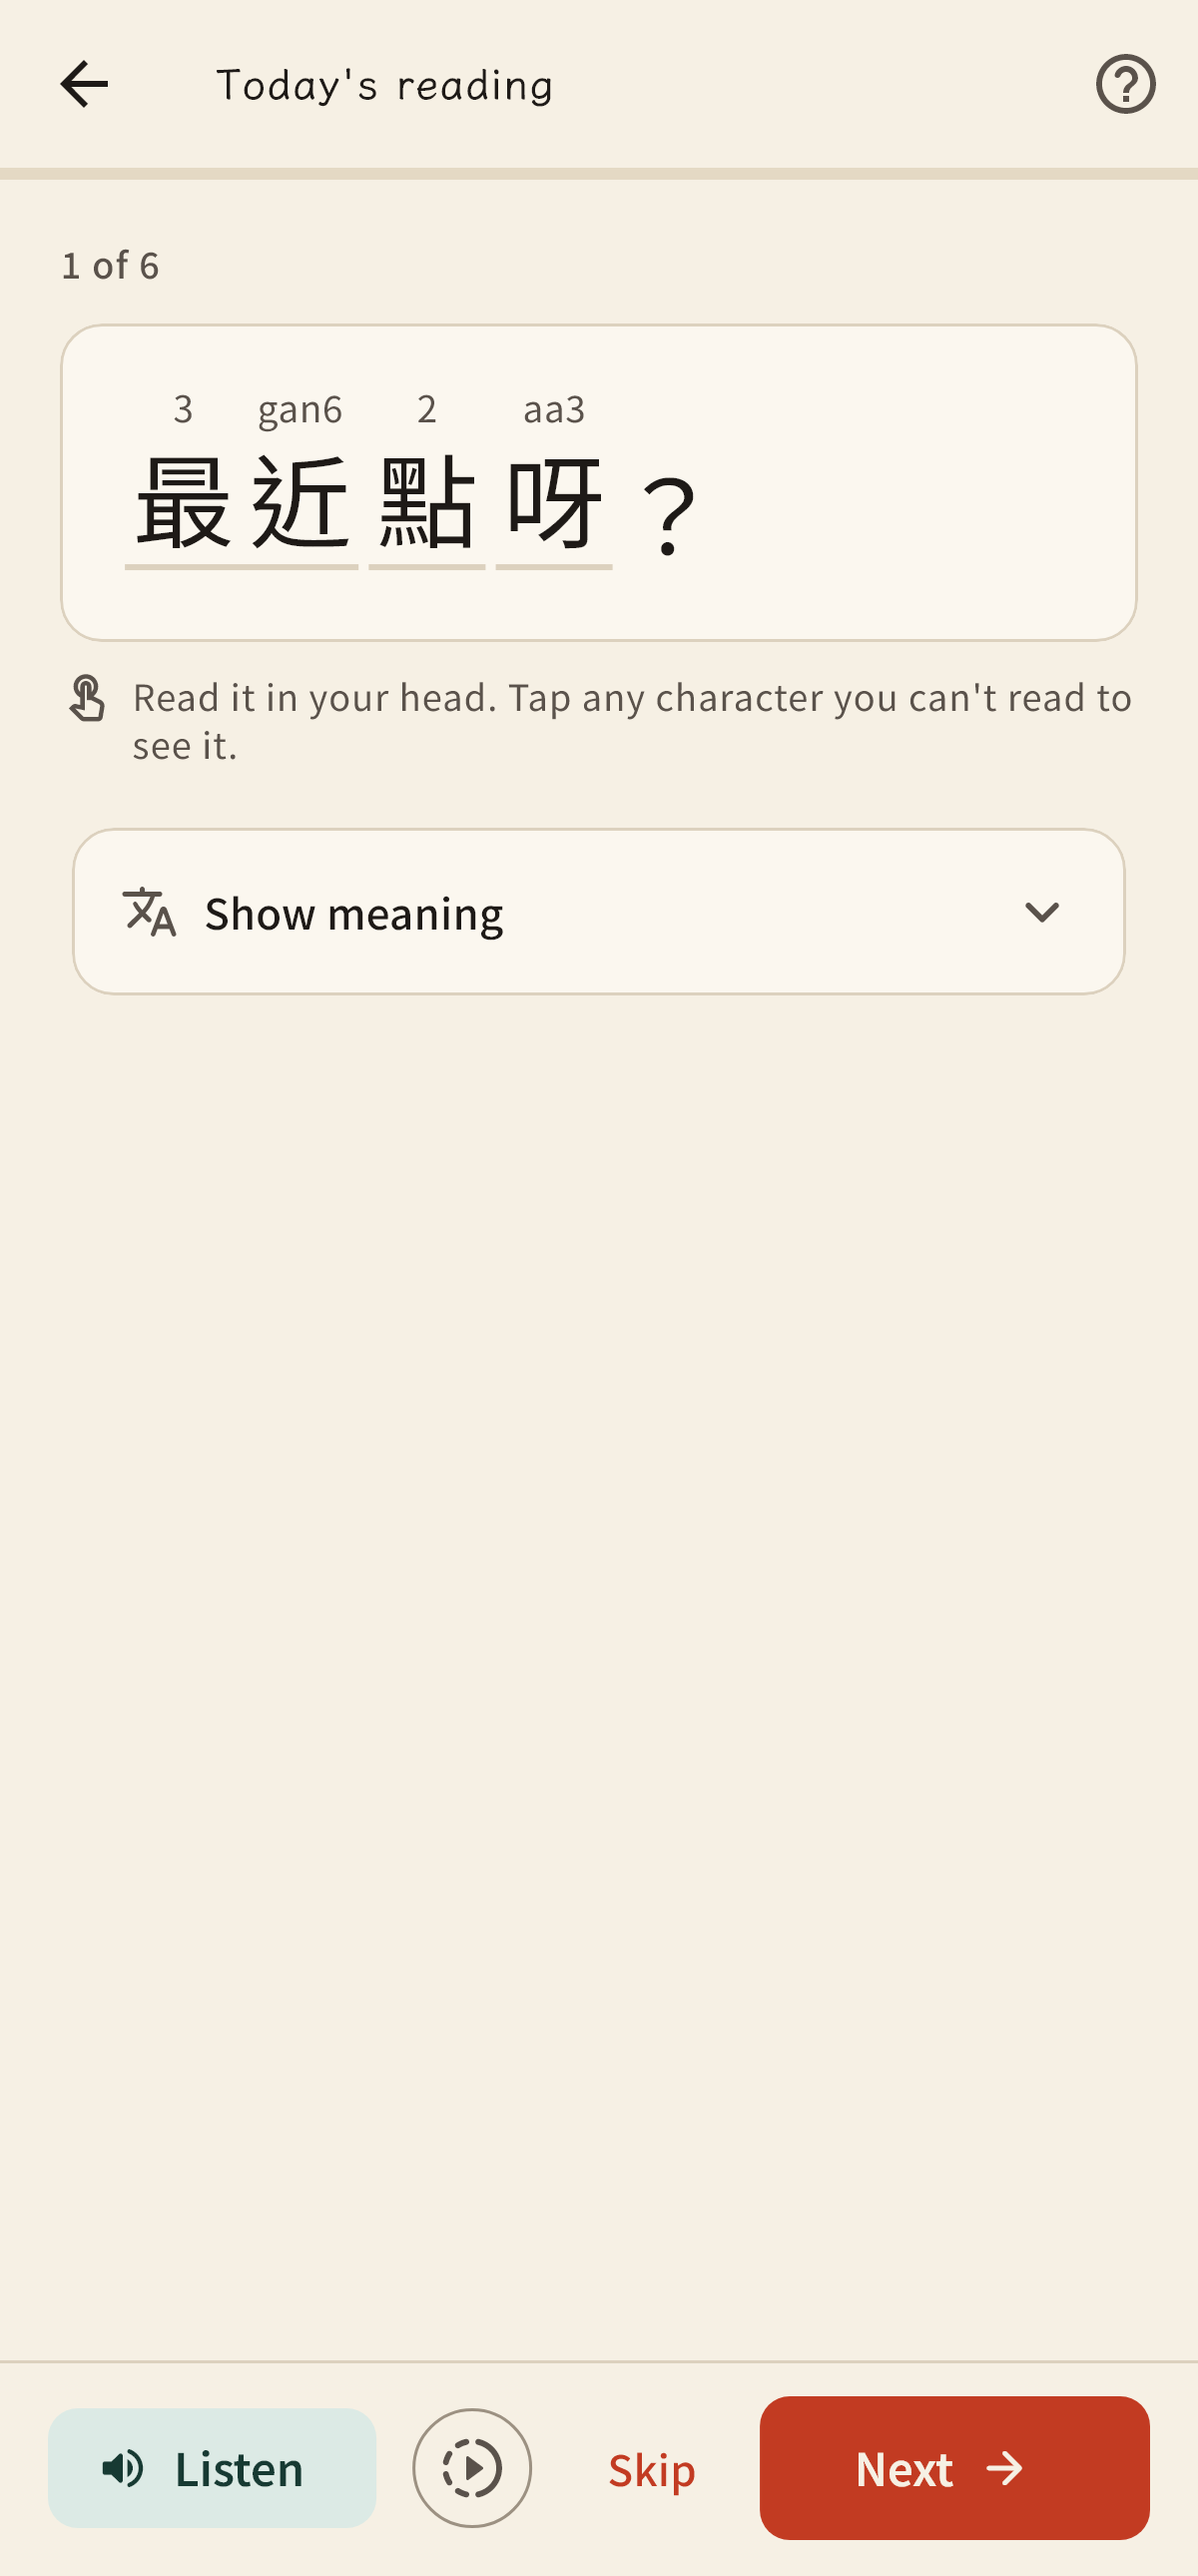 Today's reading
1 of 6
3 gan6 2 aa3
最近點呀？
Read it in your head. Tap any character you can't read to
see it.
Show meaning
Listen Skip Next